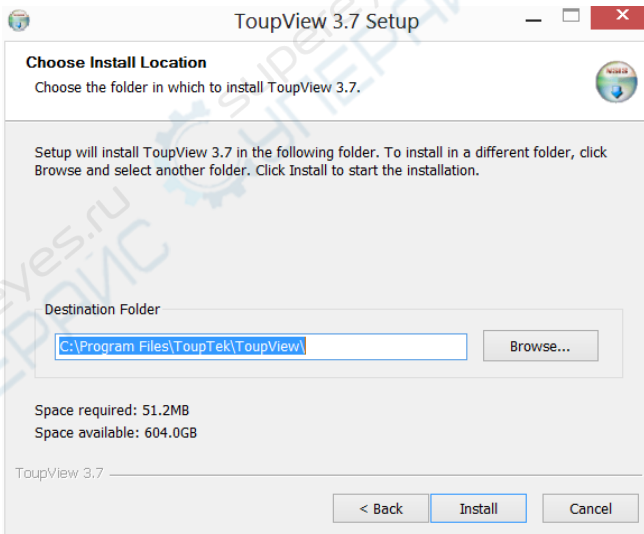 ToupView 3.7 Setup
Choose Install Location
Choose the folder in which to install ToupView 3.7.
Setup will install ToupView 3.7 in the following folder. To install in a different folder, click
Browse and select another folder. Click Install to start the installation.
Destination Folder
C:\Program Files\ToupTek\ToupView\
Browse...
Space required: 51.2MB
Space available: 604.0GB
ToupView 3.7
< Back
Install
Cancel